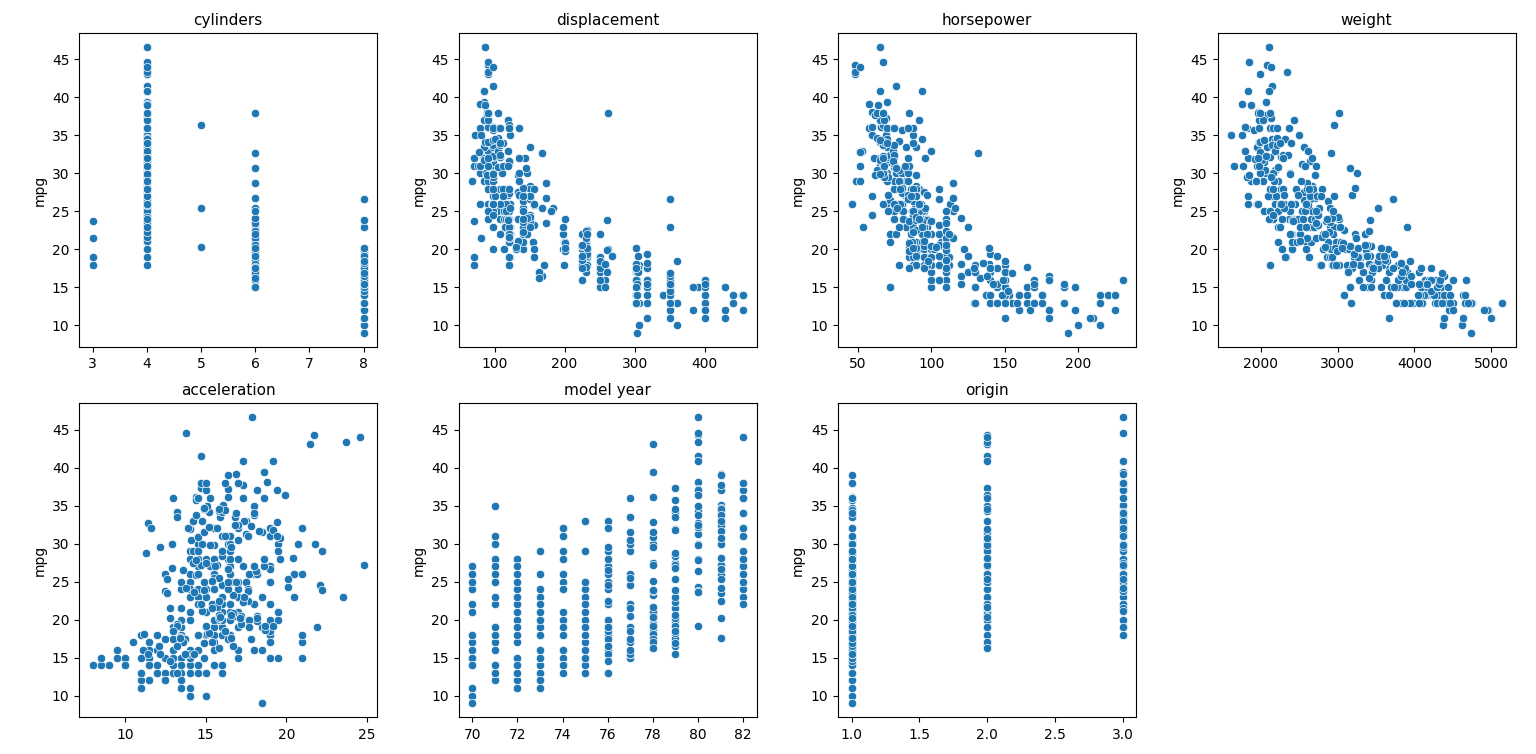 cylinders displacement horsepower weight
45 45 45 45
40 40 40 40
35 35 35 35
30 30 30 30
mpg mpg mpg mpg
25 25 25 25
20 20 20 20
15 15 15 15
10 10 10 10
3 4 5 6 7 8 100 200 300 400 50 100 150 200 2000 3000 4000 5000
acceleration model year origin
45 45 45
40 40 40
35 35 35
30 30 30
mpg mpg mpg
25 25 25
20 20 20
15 15 15
10 10 10
10 15 20 25 70 72 74 76 78 80 82 1.0 1.5 2.0 2.5 3.0